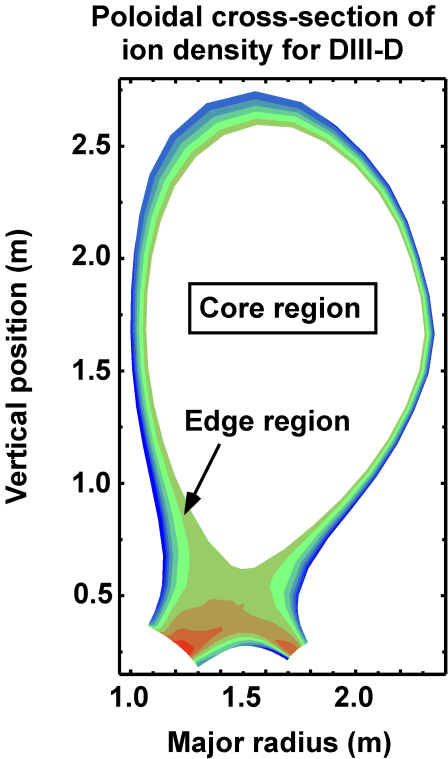 Poloidal cross-section of
ion density for DIII-D
Vertical position (m)
2.5
2.0
1.5
1.0
0.5
Core region
Edge region
1.0 1.5 2.0
Major radius (m)